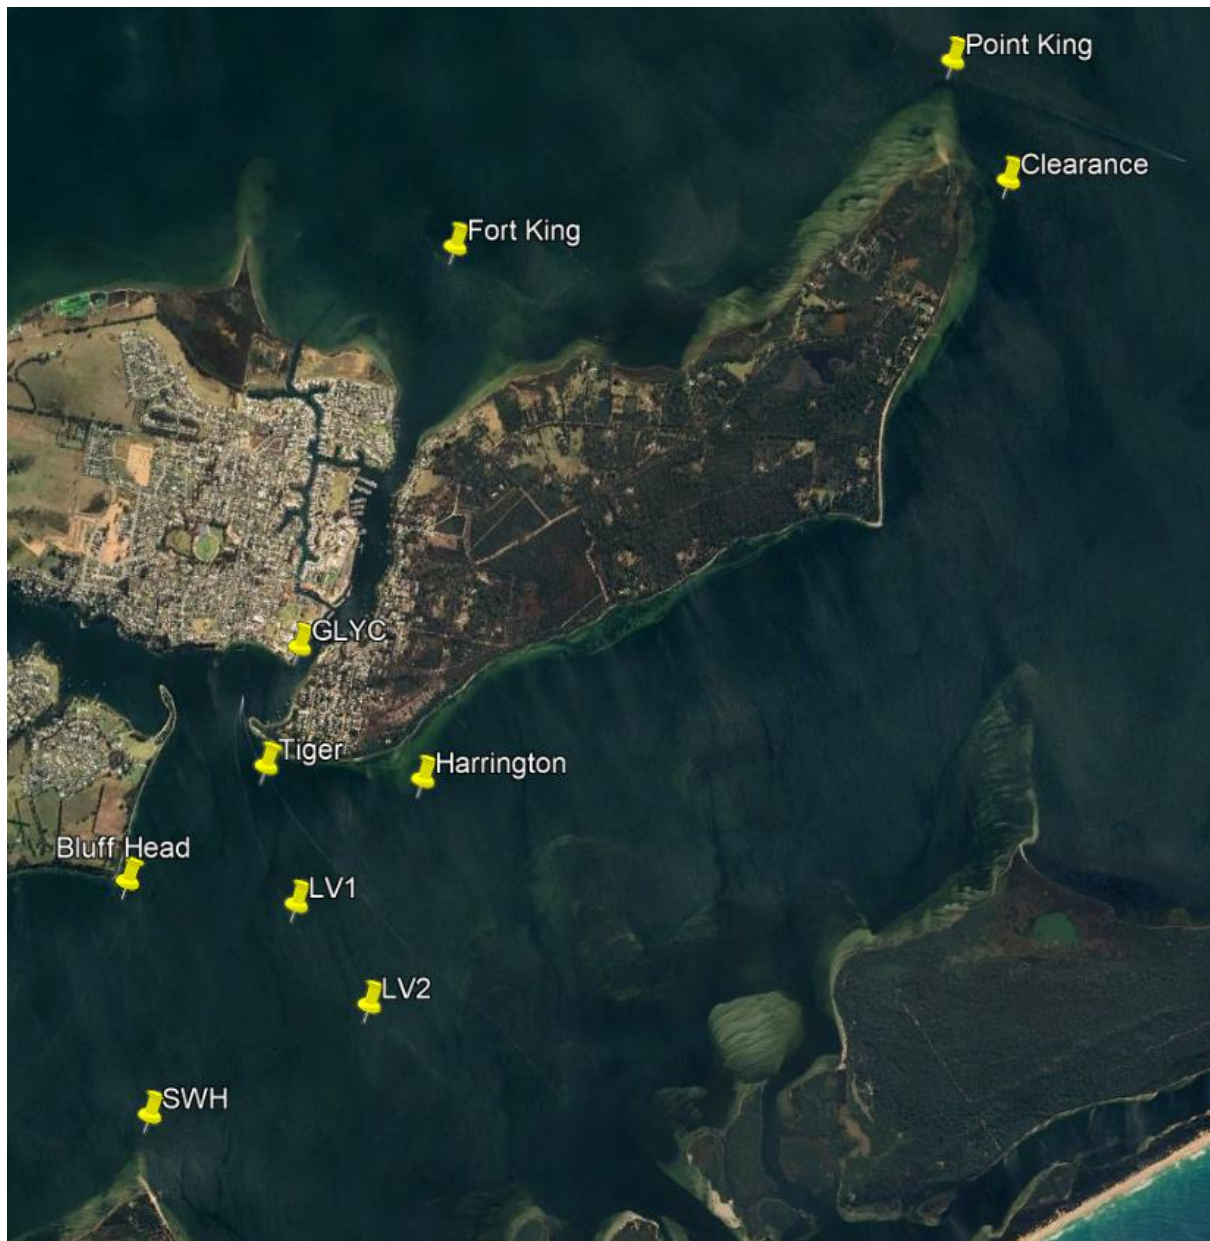 Point King
Clearance
Fort King
GLYC
Tiger
Harrington
Bluff Head
LV1
LV2
SWH